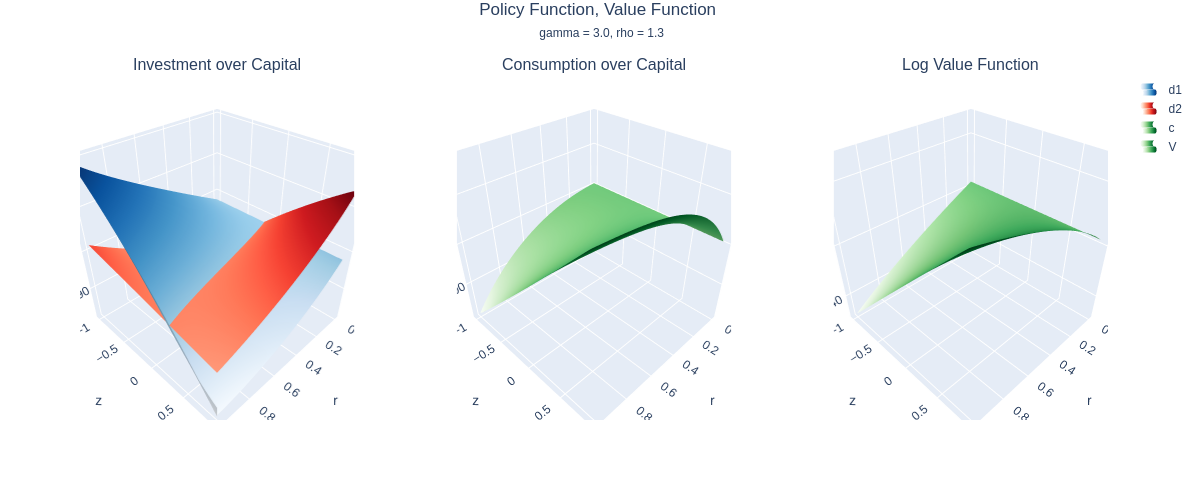 Policy Function, Value Function
gamma = 3.0, rho = 1.3
Investment over Capital
Consumption over Capital
Log Value Function
d1
d2
c
V
−0.5
0
0.5
z
0.2
0.4
0.6
0.8
r
−1
−0.5
0
0.5
z
0
0.2
0.4
0.6
0.8
r
−1
−0.5
0
0.5
z
0
0.2
0.4
0.6
0.8
r